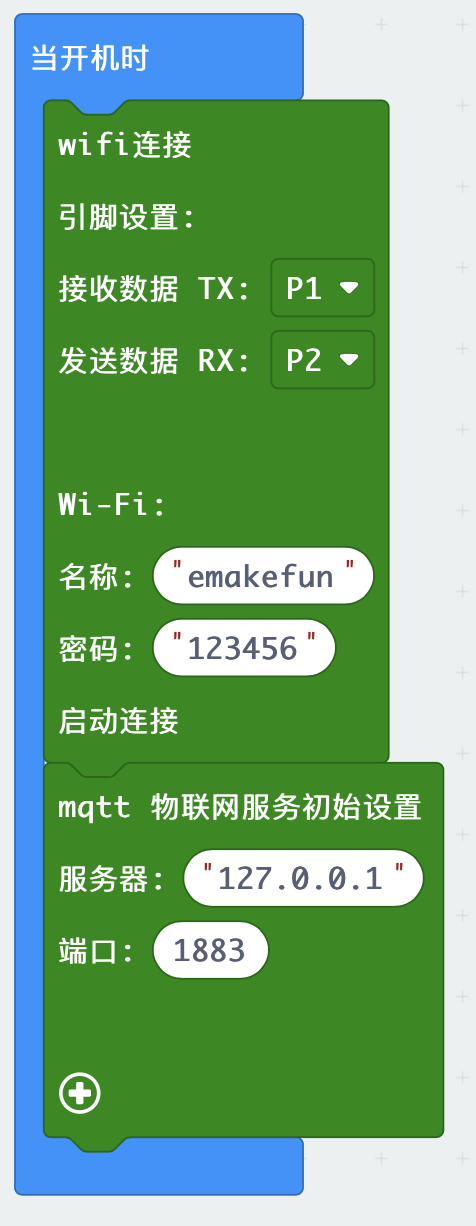 当开机时
wifi连接
引脚设置:
接收数据 TX: P1
发送数据 RX: P2
Wi-Fi:
名称: "emakefun"
密码: "123456"
启动连接
mqtt 物联网服务初始设置
服务器: "127.0.0.1"
端口: 1883